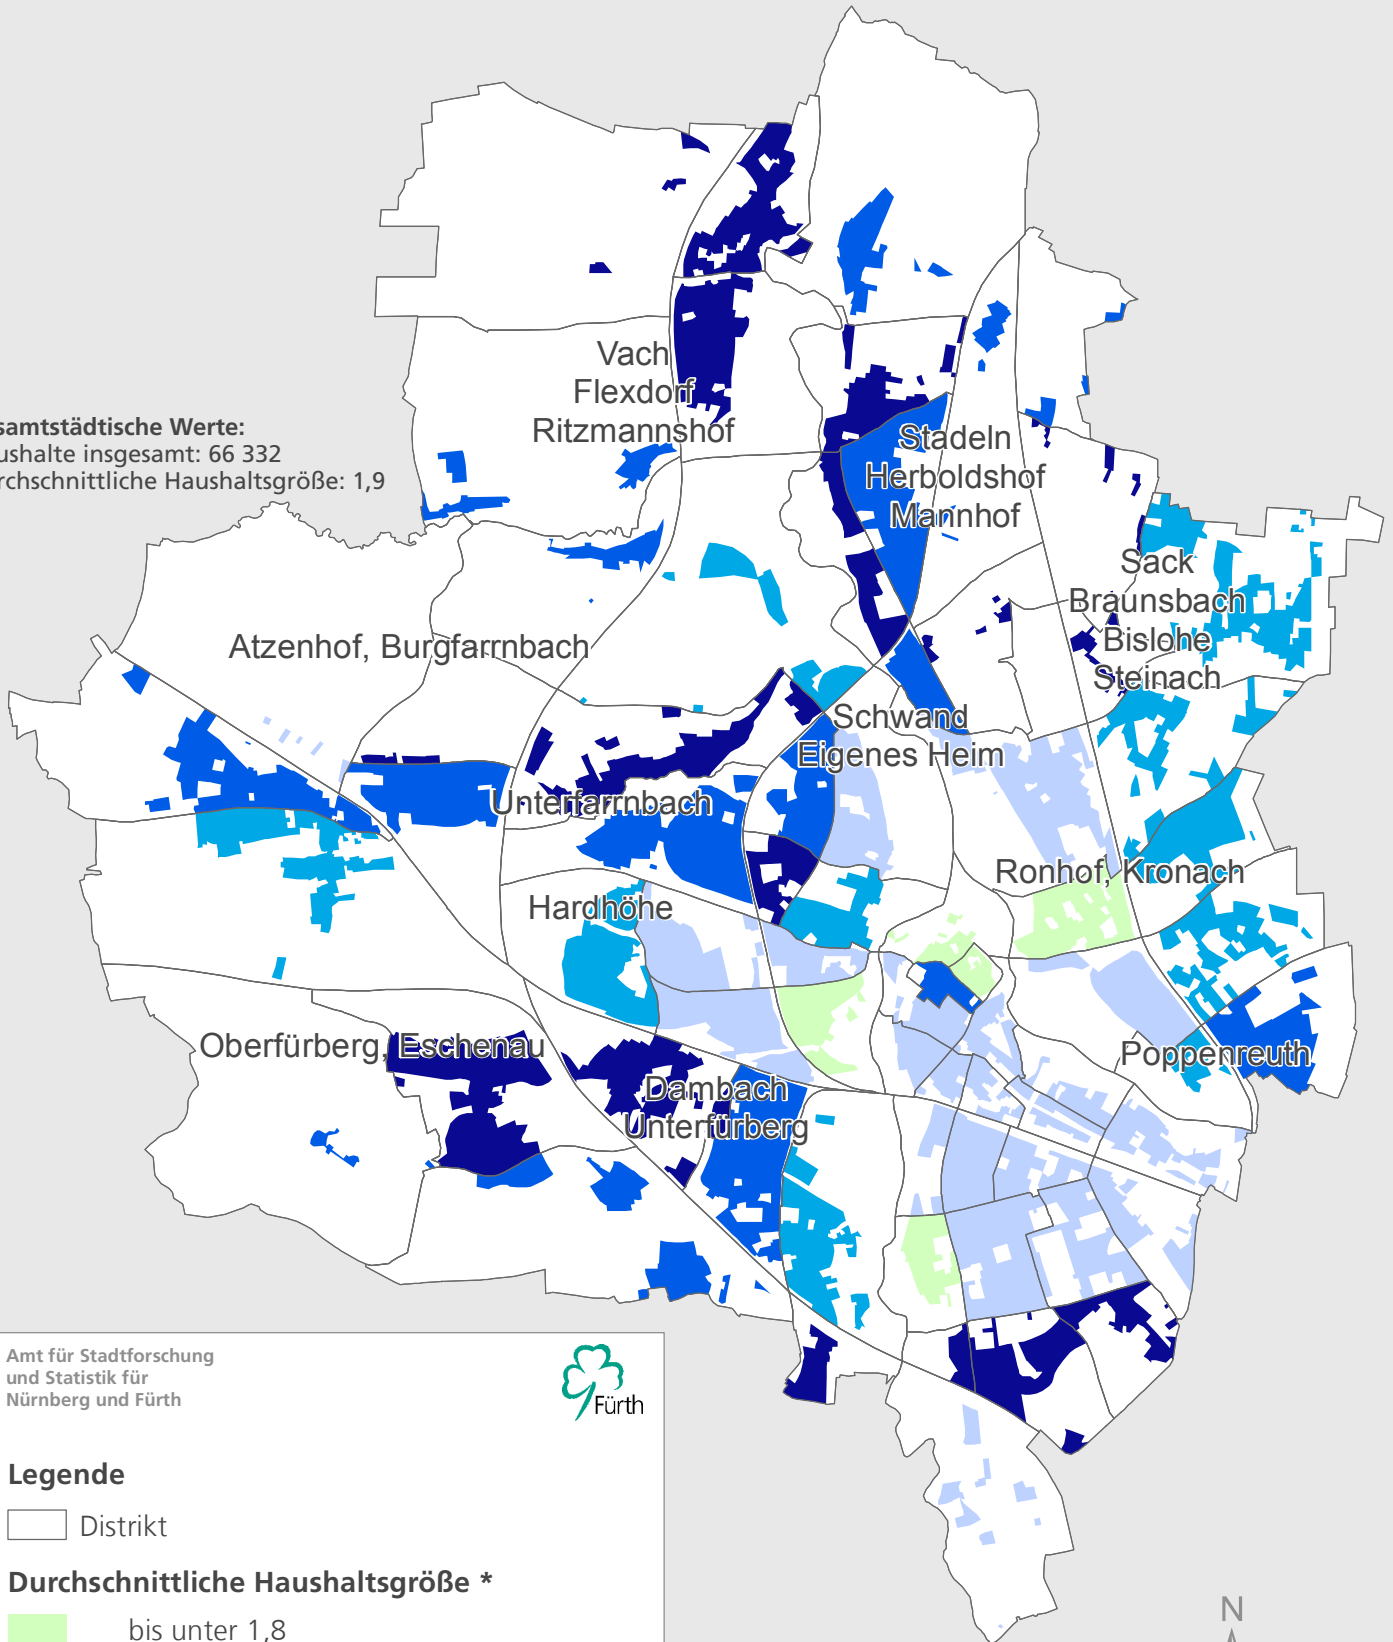 samtstädtische Werte:
ushalte insgesamt: 66 332
rchschnittliche Haushaltsgröße: 1,9
Vach
Flexdorf
Ritzmannshof
Stadeln
Herboldshof
Mannhof
Sack
Braunsbach
Bislohe
Steinach
Atzenhof, Burgfarrnbach
Schwand
Eigenes Heim
Unterfarrnbach
Ronhof, Kronach
Hardhöhe
Oberfürberg, Eschenau
Poppenreuth
Dambach
Unterfürberg
Amt für Stadtforschung
und Statistik für
Nürnberg und Fürth
Fürth
Legende
Distrikt
Durchschnittliche Haushaltsgröße *
bis unter 1,8
N